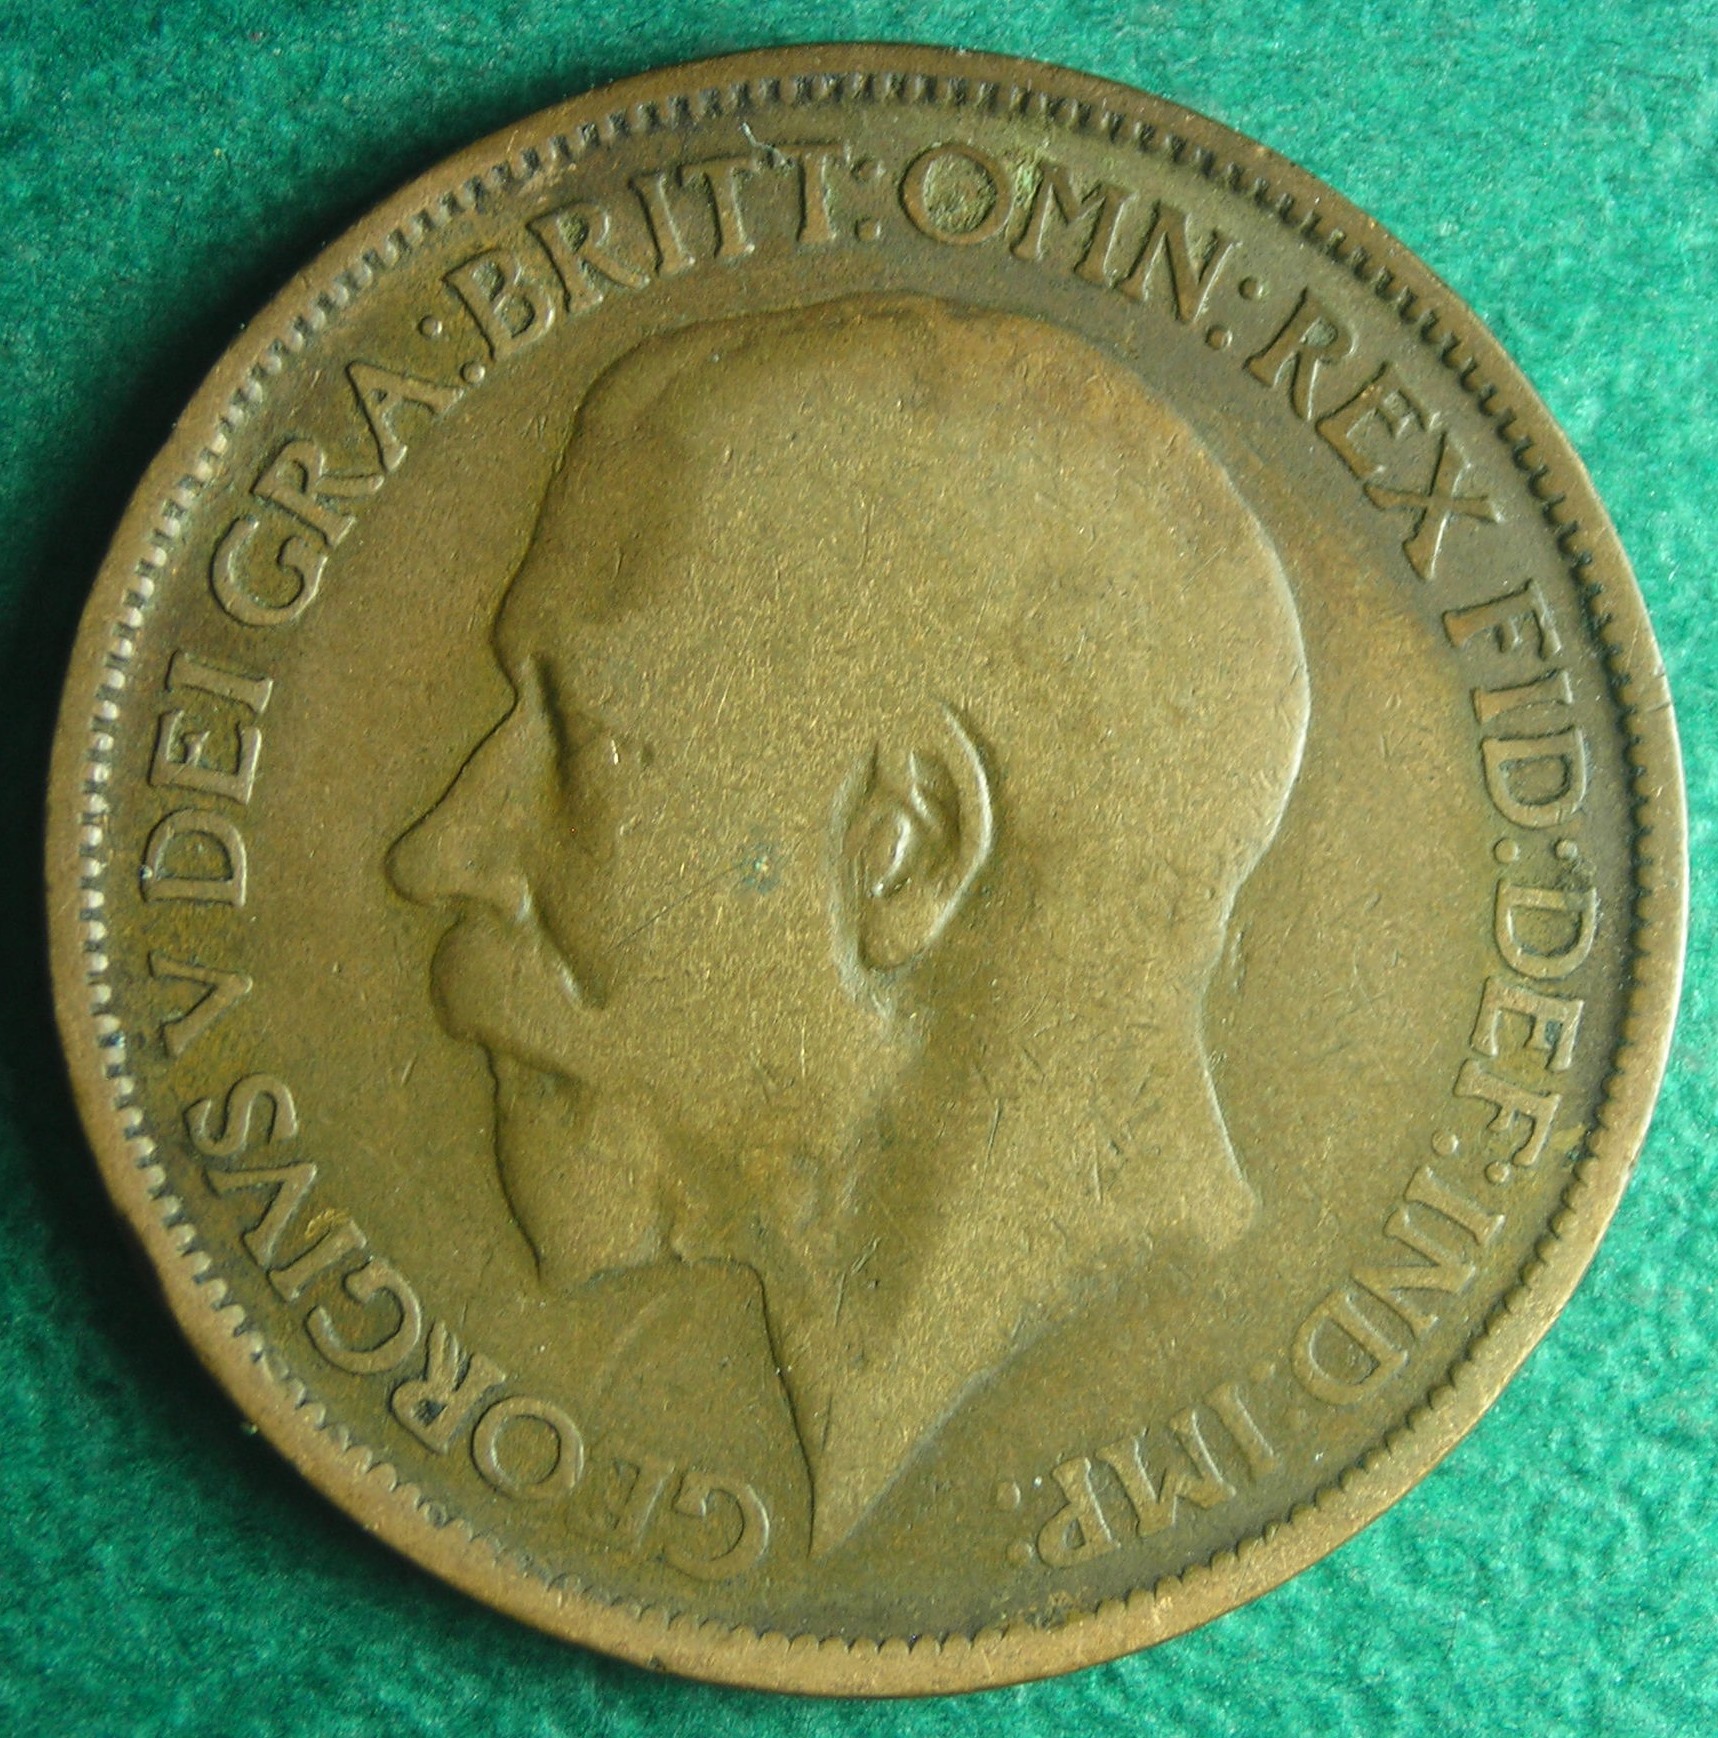 GEORGIVS V DEI GRA: BRITT: OMN: REX FID: DEF: IND: IMP: